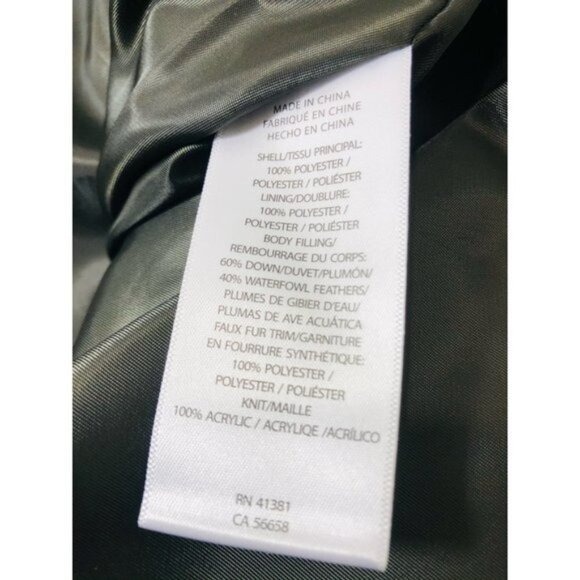 MADE IN CHINA
FABRIQUÉ EN CHINE
HECHO EN CHINA
SHELL/TISSU PRINCIPAL:
100% POLYESTER /
POLYESTER / POLIÉSTER
LINING/DOUBLURE:
100% POLYESTER /
POLYESTER / POLIÉSTER
BODY FILLING/
REMBOURRAGE DU CORPS:
60% DOWN/DUVET/PLUMÓN/
40% WATERFOWL FEATHERS/
PLUMES DE GIBIER D'EAU/
PLUMAS DE AVE ACUÁTICA
FAUX FUR TRIM/GARNITURE
EN FOURRURE SYNTHÉTIQUE:
100% POLYESTER /
POLYESTER / POLIÉSTER
KNIT/MAILLE
100% ACRYLIC / ACRYLIQE /ACRÍLICO
RN 41381
CA 56658